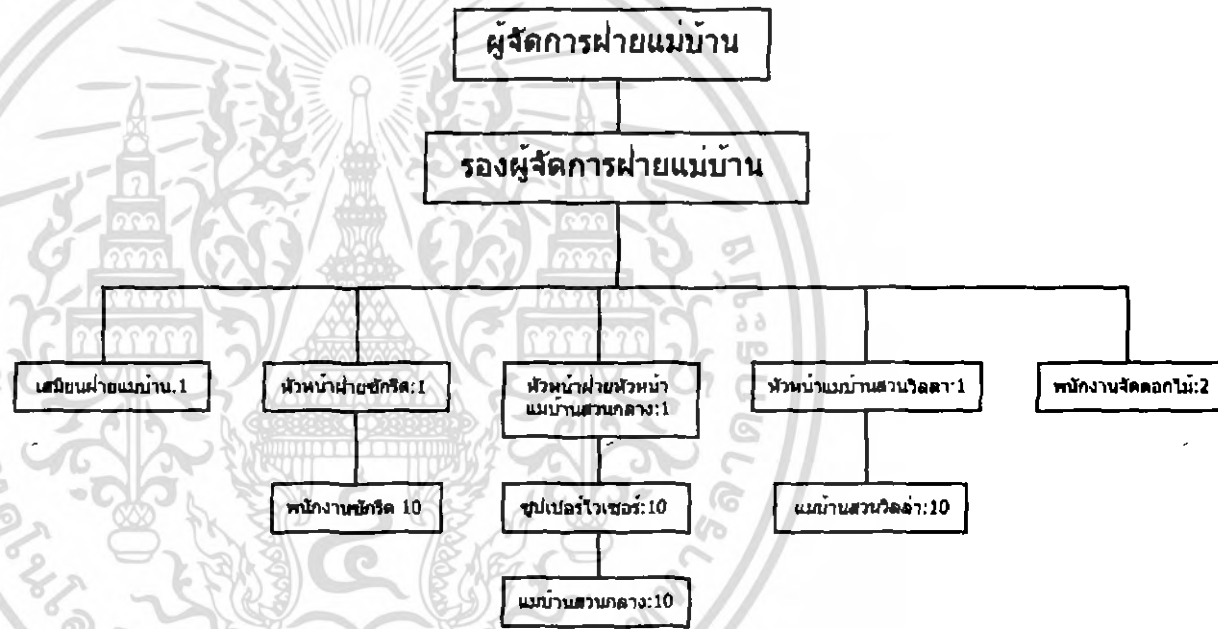 ผู้จัดการฝ่ายแม่บ้าน
รองผู้จัดการฝ่ายแม่บ้าน
เสมียนฝ่ายแม่บ้าน.1
หัวหน้าฝ่ายซักรีด:1
หัวหน้าฝ่ายหัวหน้า
แม่บ้านส่วนกลาง:1
หัวหน้าแม่บ้านส่วนวิลลา·1
พนักงานจัดดอกไม้:2
พนักงานซักรีด 10
ซูปเปอร์ไวเซอร์:10
แม่บ้านส่วนวิลล่า:10
แม่บ้านส่วนกลาง:10